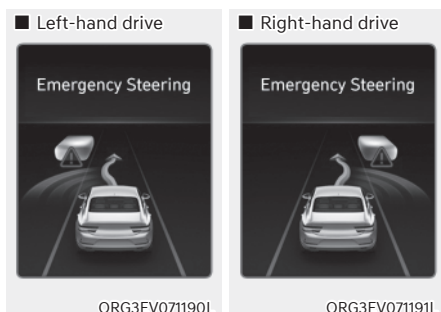 ■ Left-hand drive
Emergency Steering
ORG3EV071190L
■ Right-hand drive
Emergency Steering
ORG3EV071191L